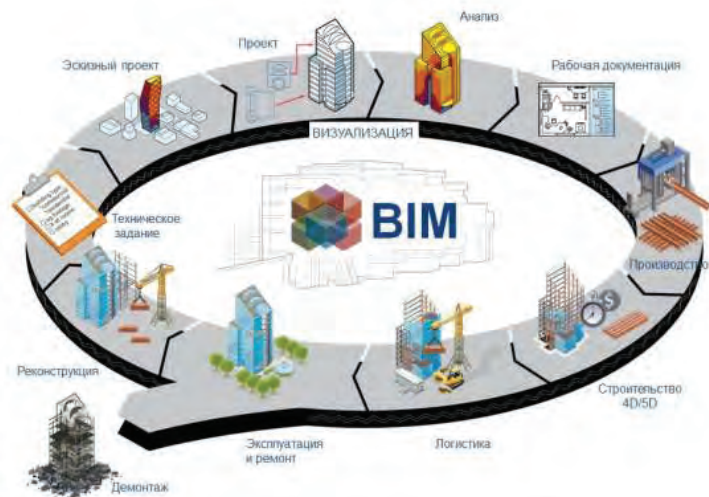 Анализ
Проект
Эскизный проект
Рабочая документация
ВИЗУАЛИЗАЦИЯ
BIM
Техническое
задание
Производство
Реконструкция
Строительство
4D/5D
Эксплуатация
и ремонт
Логистика
Демонтаж
$